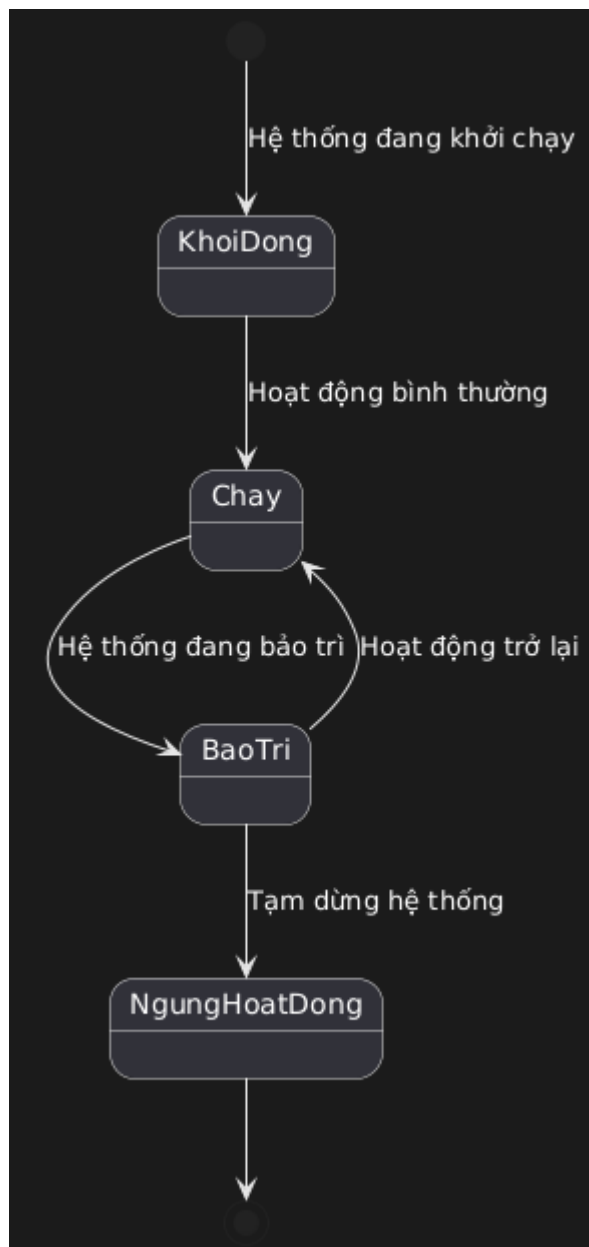 Hệ thống đang khởi chạy
KhoiDong
Hoạt động bình thường
Chay
Hệ thống đang bảo trì
Hoạt động trở lại
BaoTri
Tạm dừng hệ thống
NgungHoatDong